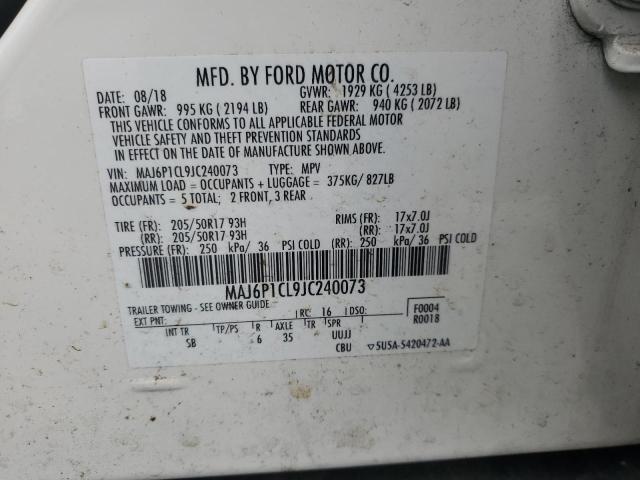 MFD. BY FORD MOTOR CO.
DATE: 08/18 GVWR: 1929 KG ( 4253 LB)
FRONT GAWR: 995 KG ( 2194 LB) REAR GAWR: 940 KG ( 2072 LB)
THIS VEHICLE CONFORMS TO ALL APPLICABLE FEDERAL MOTOR
VEHICLE SAFETY AND THEFT PREVENTION STANDARDS
IN EFFECT ON THE DATE OF MANUFACTURE SHOWN ABOVE.
VIN: MAJ6P1CL9JC240073 TYPE: MPV
MAXIMUM LOAD = OCCUPANTS + LUGGAGE = 375KG/ 827LB
OCCUPANTS = 5 TOTAL; 2 FRONT, 3 REAR
TIRE (FR): 205/50R17 93H RIMS (FR): 17x7.0J
(RR): 205/50R17 93H (RR): 17x7.0J
PRESSURE (FR): 250 kPa/ 36 PSI COLD (RR): 250 kPa/ 36 PSI COLD
MAJ6P1CL9JC240073
TRAILER TOWING - SEE OWNER GUIDE
EXT PNT: RC: 16 DSO: F0004
R0018
INT TR TP/PS R AXLE TR SPR
SB 6 35 UUJJ
CBU ▽5U5A-5420472-AA